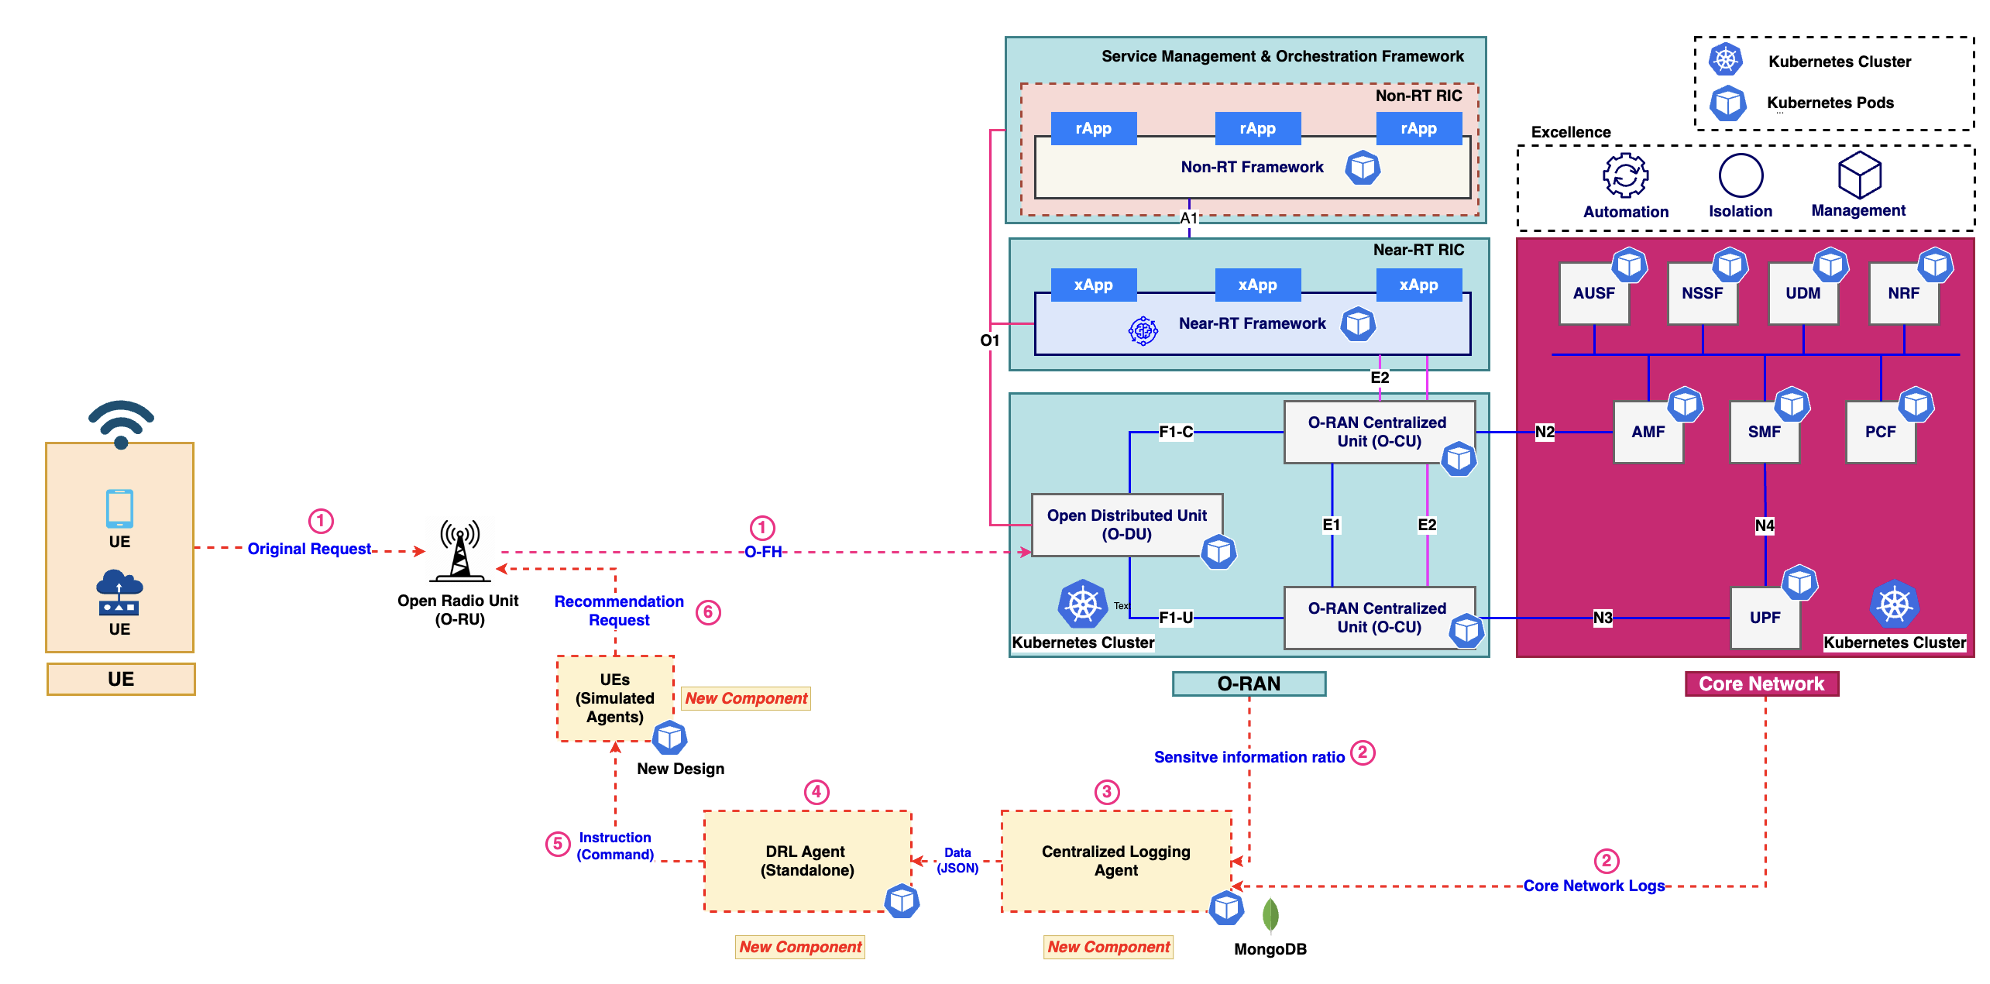 Service Management & Orchestration Framework
Non-RT RIC
rApp
rApp
rApp
Non-RT Framework
A1
Near-RT RIC
xApp
xApp
xApp
Near-RT Framework
O1
E2
Kubernetes Cluster
Kubernetes Pods
...
Excellence
Automation
Isolation
Management
AUSF
NSSF
UDM
NRF
AMF
SMF
PCF
N2
N4
N3
UPF
Kubernetes Cluster
Core Network
F1-C
O-RAN Centralized
Unit (O-CU)
Open Distributed Unit
(O-DU)
E1
E2
Tex
F1-U
O-RAN Centralized
Unit (O-CU)
Kubernetes Cluster
O-RAN
UE
UE
UE
1
Original Request
Open Radio Unit
(O-RU)
1
O-FH
Recommendation
Request
6
UEs
(Simulated
Agents)
New Component
New Design
5
Instruction
(Command)
4
DRL Agent
(Standalone)
New Component
Data
(JSON)
3
Centralized Logging
Agent
New Component
MongoDB
Sensitve information ratio
2
2
Core Network Logs